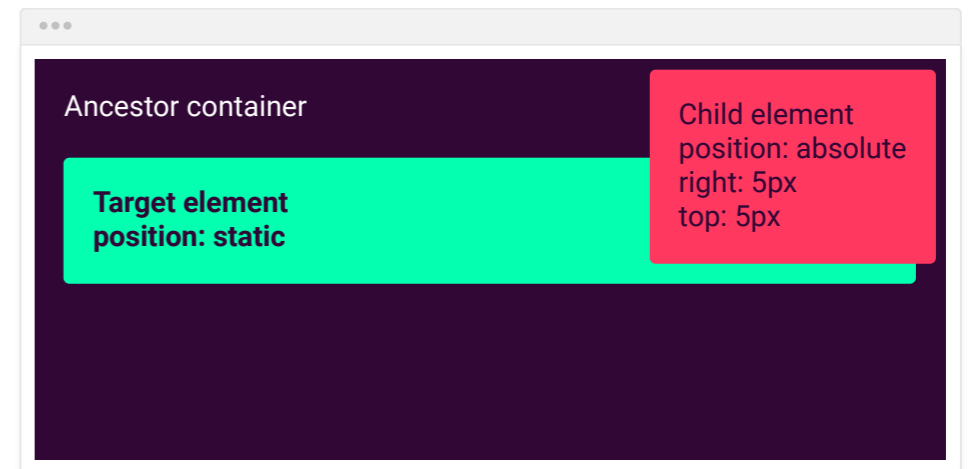 Ancestor container
Child element
position: absolute
right: 5px
top: 5px
Target element
position: static